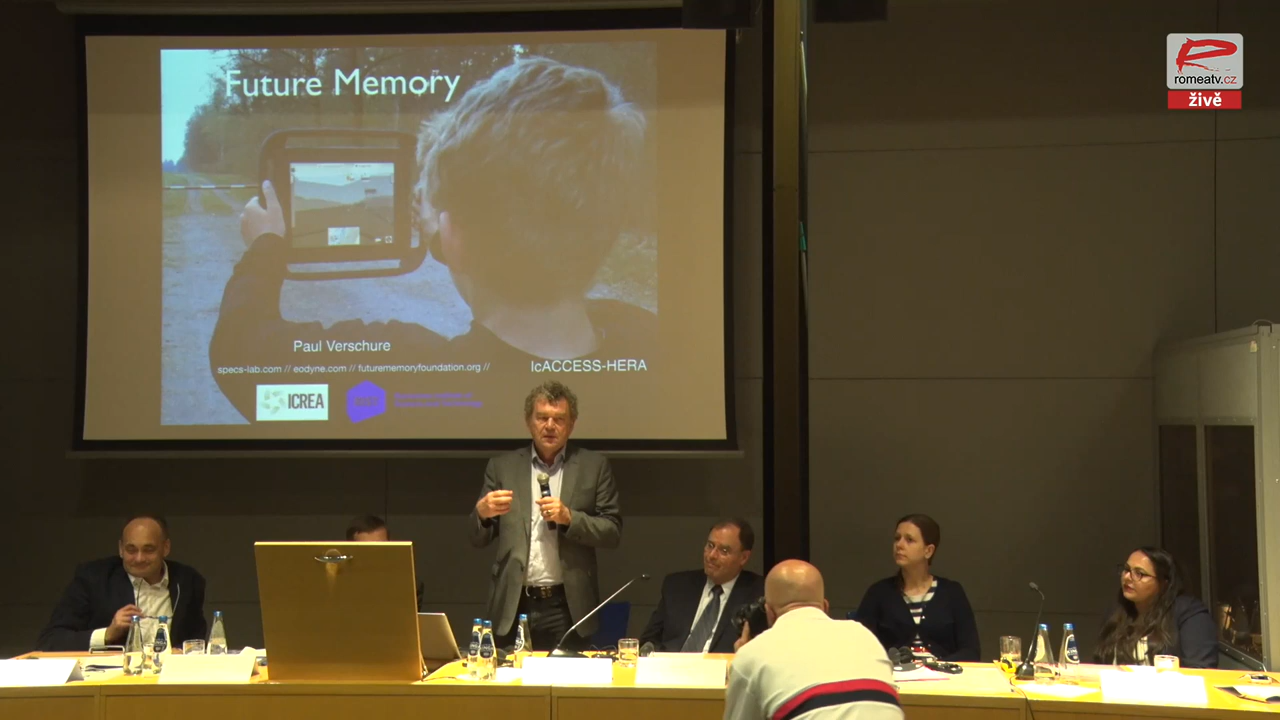 Future Memory
romeatv.cz
živě
Paul Verschure
specs-lab.com // eodyne.com // futurememoryfoundation.org //
IcACCESS-HERA
ICREA